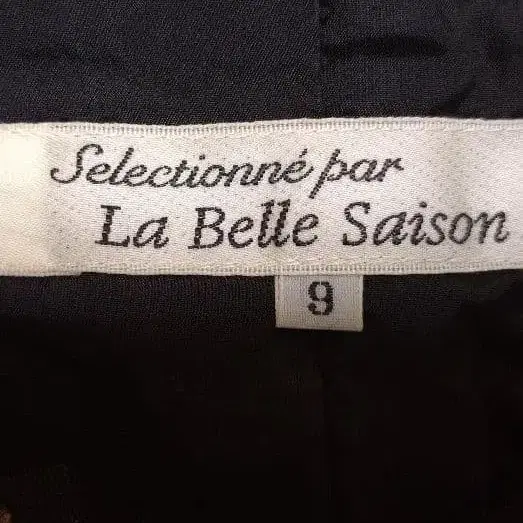 Selectionné par
La Belle Saison
9